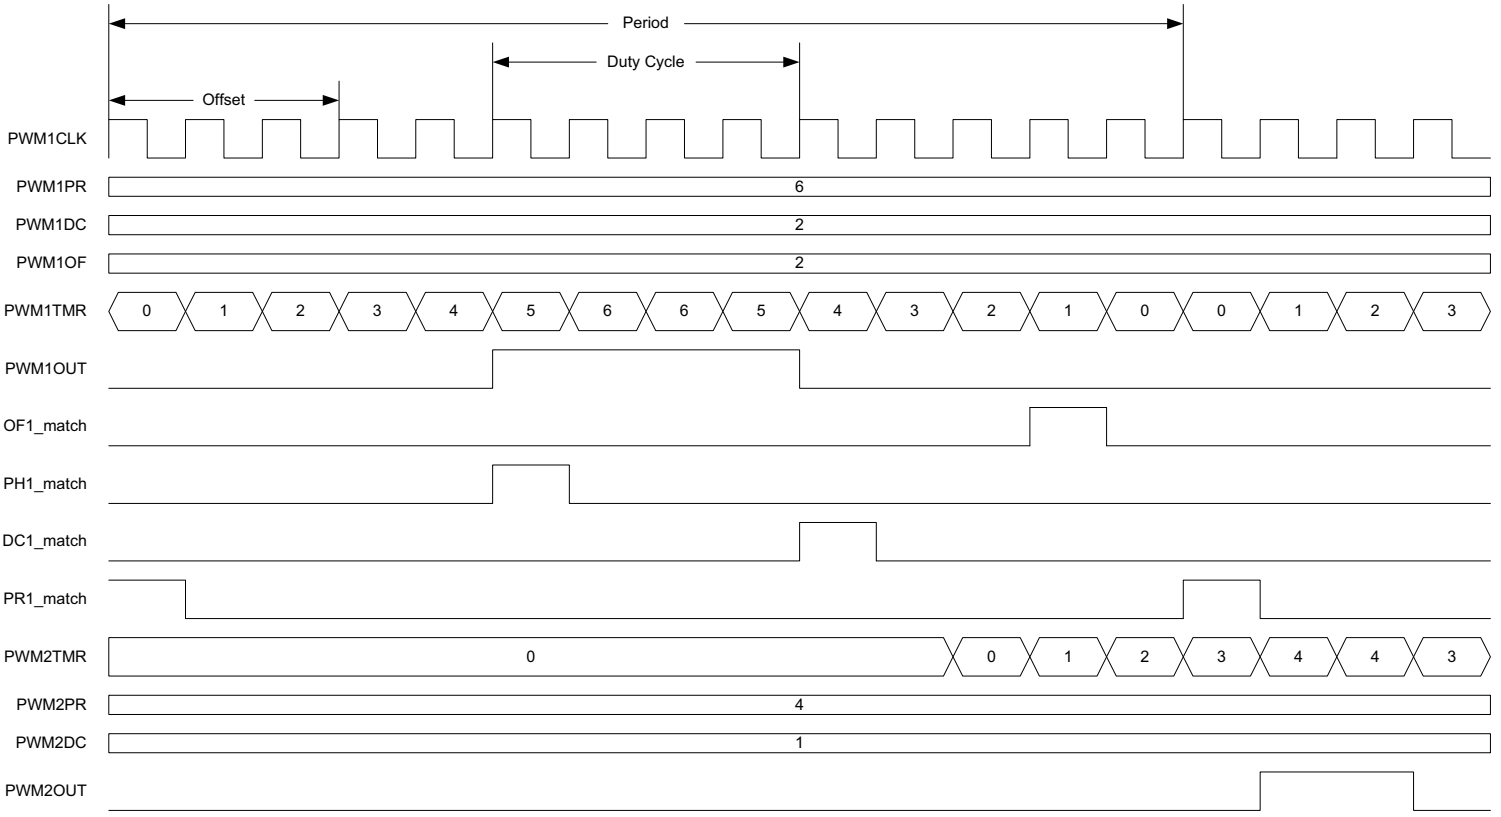 Period
Duty Cycle
Offset
PWM1CLK
PWM1PR 6
PWM1DC 2
PWM1OF 2
PWM1TMR 0 1 2 3 4 5 6 6 5 4 3 2 1 0 0 1 2 3
PWM1OUT
OF1_match
PH1_match
DC1_match
PR1_match
PWM2TMR 0 0 1 2 3 4 4 3
PWM2PR 4
PWM2DC 1
PWM2OUT